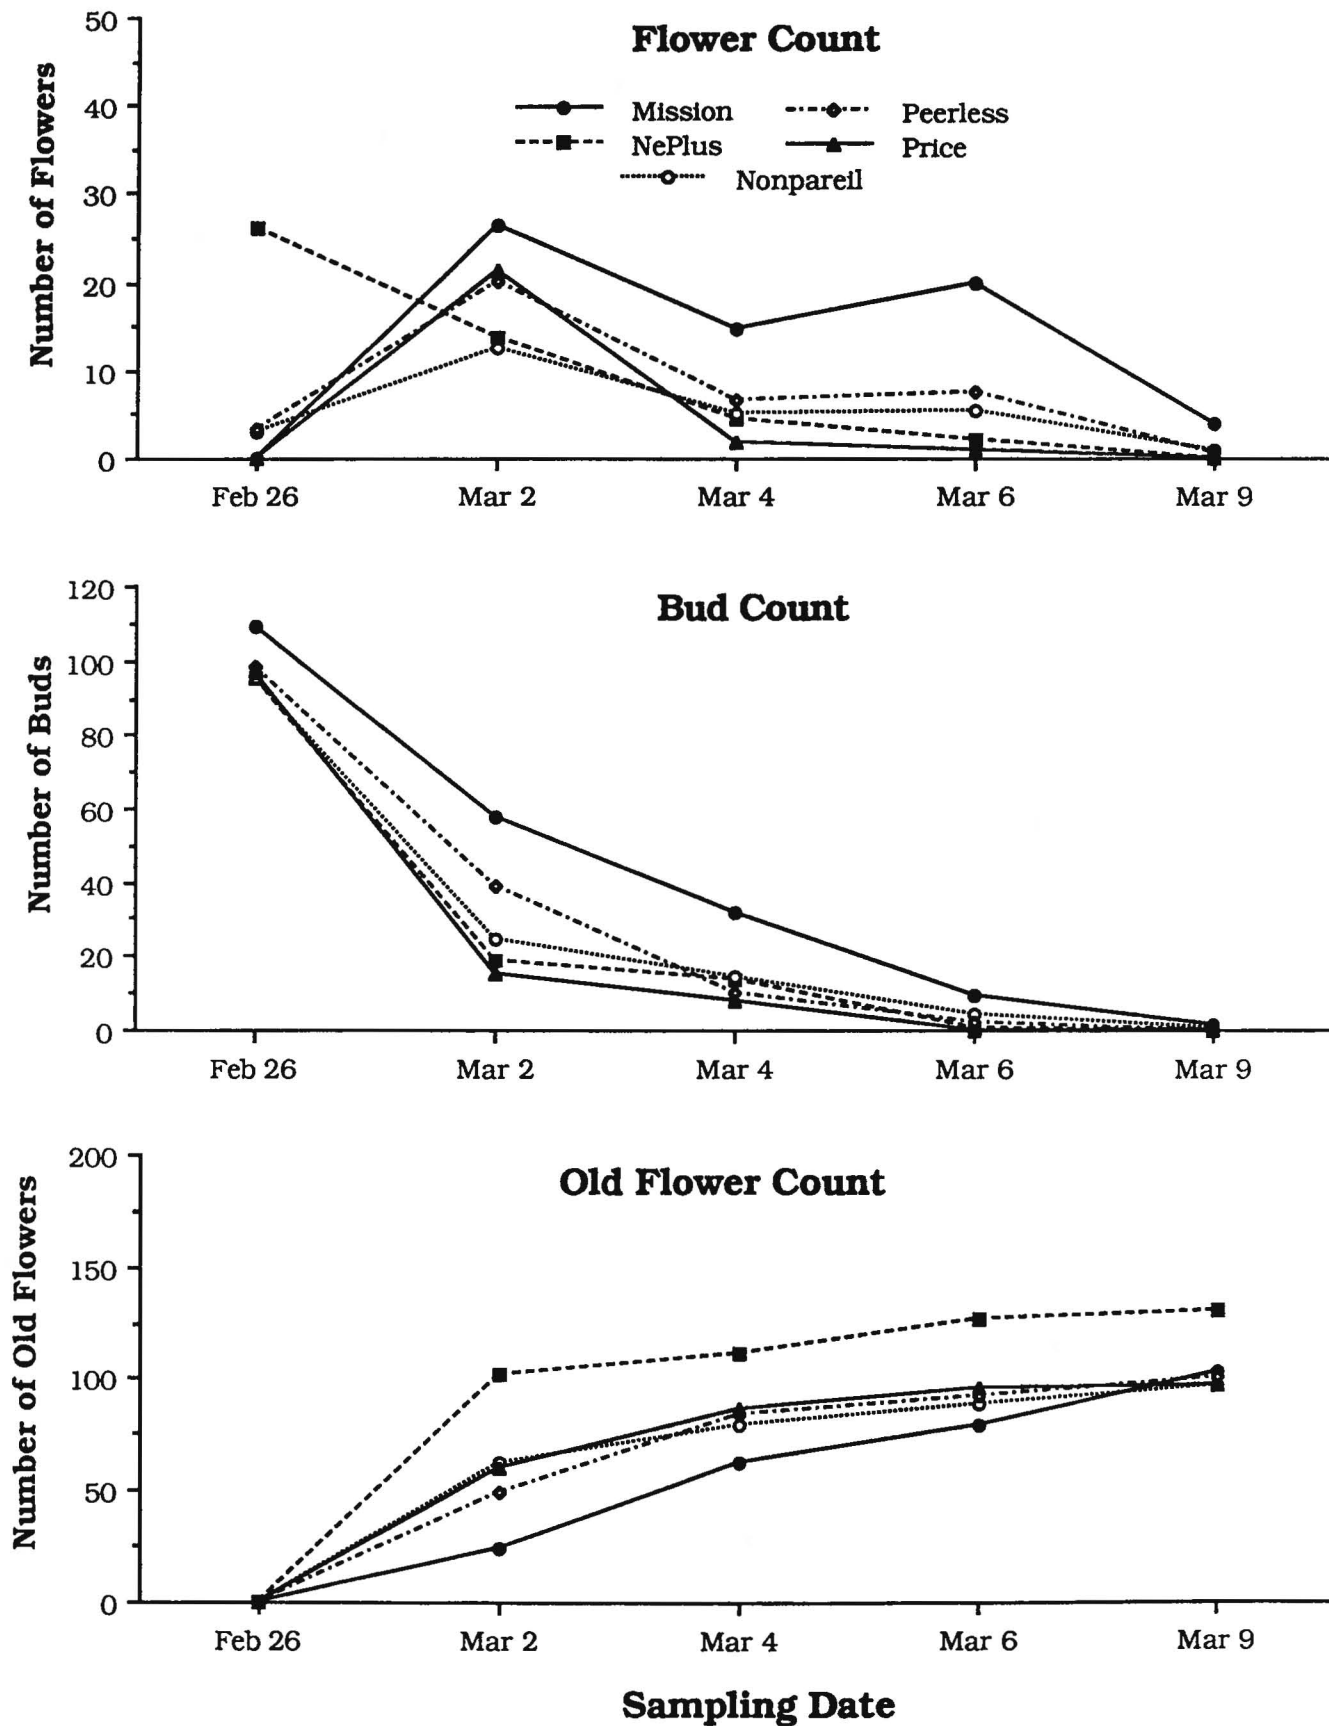 Flower Count
Number of Flowers
50
40
30
20
10
0
Mission
Peerless
NePlus
Price
Nonpareil
Feb 26 Mar 2 Mar 4 Mar 6 Mar 9
Bud Count
Number of Buds
120
100
80
60
40
20
0
Feb 26 Mar 2 Mar 4 Mar 6 Mar 9
Old Flower Count
Number of Old Flowers
200
150
100
50
0
Feb 26 Mar 2 Mar 4 Mar 6 Mar 9
Sampling Date